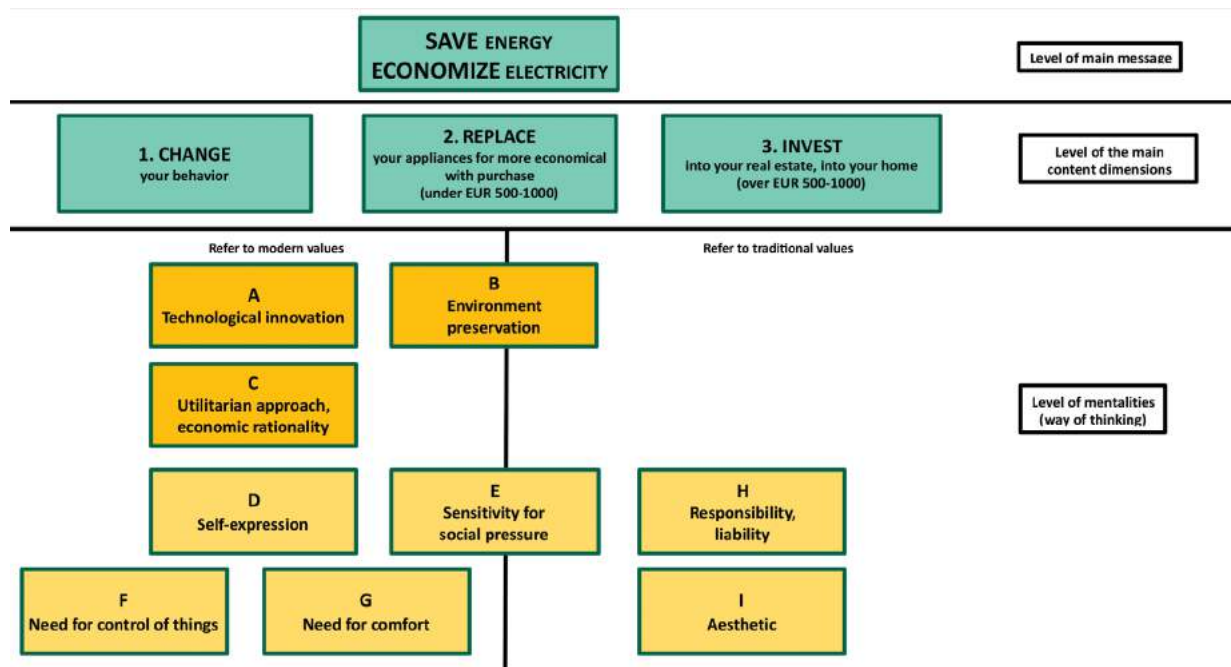 SAVE ENERGY
ECONOMIZE ELECTRICITY
Level of main message
1. CHANGE
your behavior
2. REPLACE
your appliances for more economical
with purchase
(under EUR 500-1000)
3. INVEST
into your real estate, into your home
(over EUR 500-1000)
Level of the main
content dimensions
Refer to modern values
Refer to traditional values
A
Technological innovation
B
Environment
preservation
C
Utilitarian approach,
economic rationality
Level of mentalities
(way of thinking)
D
Self-expression
E
Sensitivity for
social pressure
H
Responsibility,
liability
F
Need for control of things
G
Need for comfort
I
Aesthetic